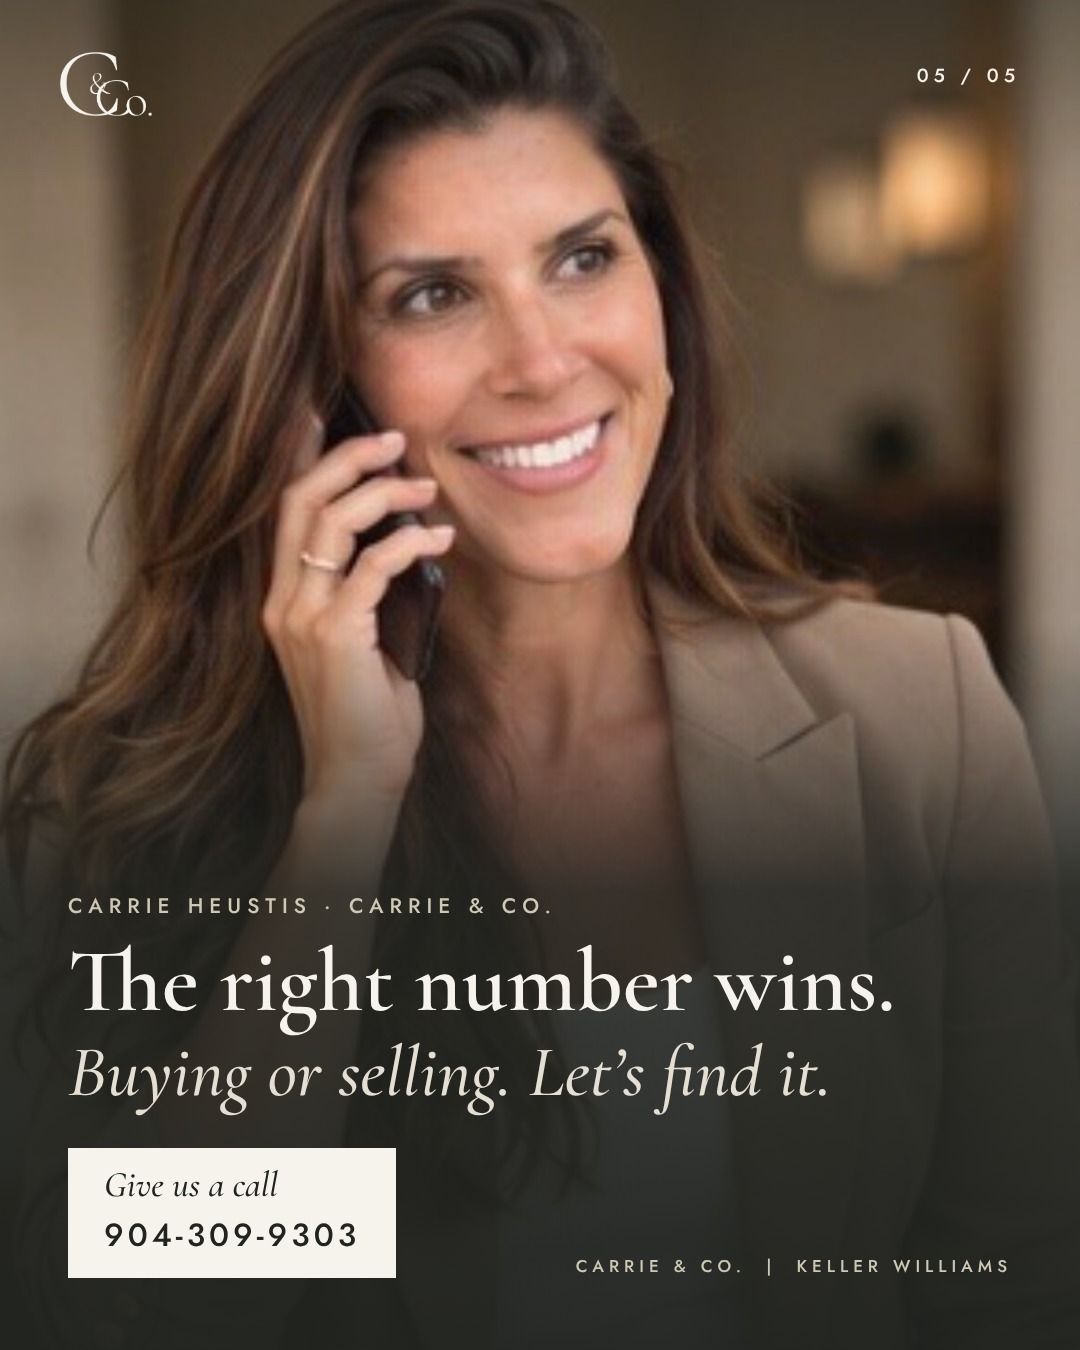 C&Co.
05 / 05
CARRIE HEUSTIS · CARRIE & CO.
The right number wins.
Buying or selling. Let’s find it.
Give us a call
904-309-9303
CARRIE & CO. | KELLER WILLIAMS